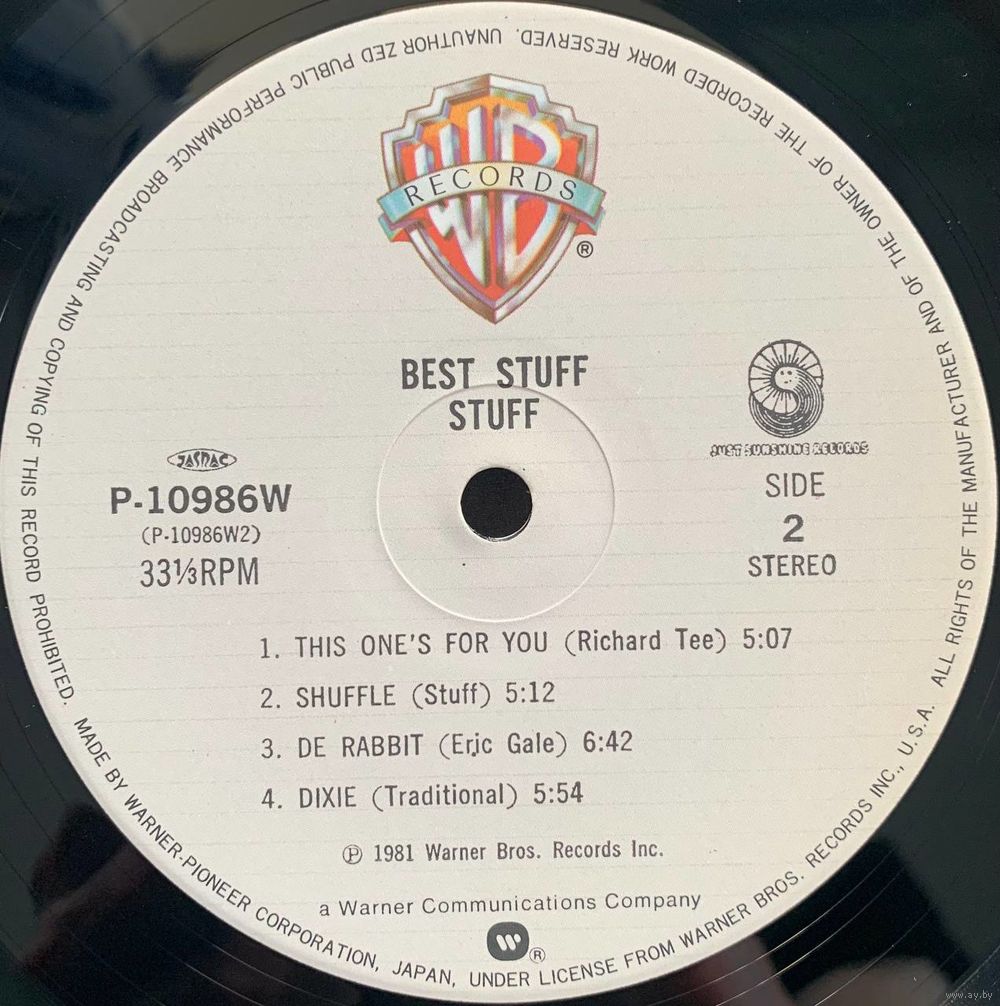 ALL RIGHTS OF THE MANUFACTURER AND OF THE OWNER OF THE RECORDED WORK RESERVED. UNAUTHOR ZED PUBLIC PERFORMANCE BROADCASTING AND COPYING OF THIS RECORD PROHIBITED.
WB
RECORDS
®
BEST STUFF
STUFF
JASRAC
P-10986W
(P-10986W2)
33⅓RPM
S
JUST SUNSHINE RECORDS
SIDE
2
STEREO
1. THIS ONE'S FOR YOU (Richard Tee) 5:07
2. SHUFFLE (Stuff) 5:12
3. DE RABBIT (Eric Gale) 6:42
4. DIXIE (Traditional) 5:54
Ⓟ 1981 Warner Bros. Records Inc.
a Warner Communications Company
®
MADE BY WARNER-PIONEER CORPORATION, JAPAN, UNDER LICENSE FROM WARNER BROS. RECORDS INC., U.S.A.
www.ay.by